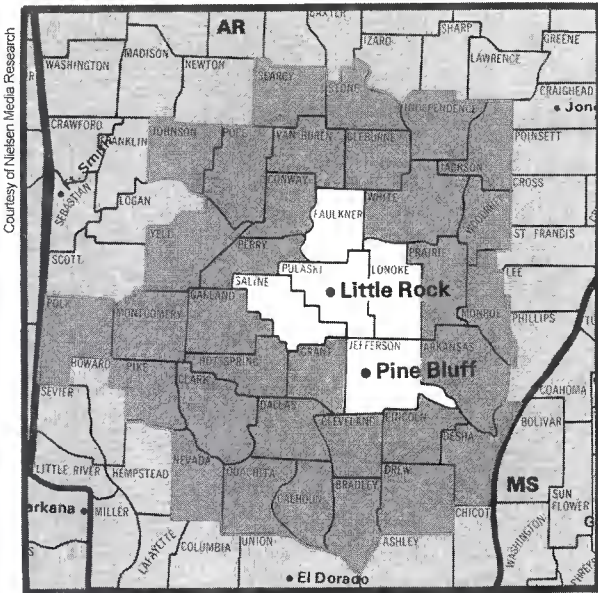 Courtesy of Nielsen Media Research
AR
BAXTER
SHARP
GREENE
IZARO
WASHINGTON
MADISON
NEWTON
LAWRENCE
SEARCY
STONE
CRAIGHEAD
Jon
CRAWFORD
FRANKLIN
JOHNSON
POPE
VAN BUREN
CLEBURNE
INDEPENDENCE
POINSETT
Ft. Smith
SEBASTIAN
LOGAN
CONWAY
JACKSON
CROSS
FAULKNER
WHITE
WOODRUFF
SCOTT
YELL
PERRY
PRAIRIE
ST FRANCIS
SALINE
PULASKI
LONOKE
LEE
POLK
MONTGOMERY
GARLAND
Little Rock
MONROE
PHILLIPS
TU
HOWARD
PIKE
HOT SPRING
GRANT
JEFFERSON
ARKANSAS
SEVIER
CLARK
Pine Bluff
COAHOMA
DALLAS
CLEVELAND
LINCOLN
DESHA
BOLIVAR
LITTLE RIVER
HEMPSTEAD
NEVADA
OUACHITA
CALHOUN
BRADLEY
DREW
MS
arkana
MILLER
CHICOT
SUN
FLOWER
LAFAYETTE
COLUMBIA
UNION
ASHLEY
WASHINGTON
G
S
El Dorado